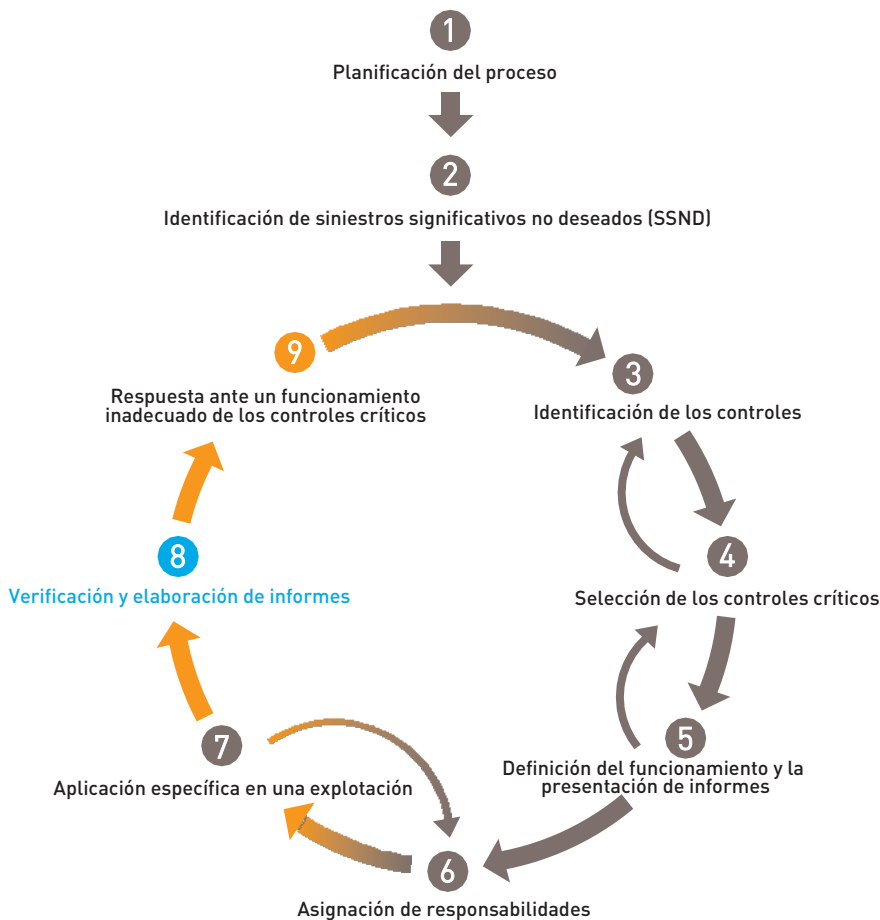 1
Planificación del proceso
2
Identificación de siniestros significativos no deseados (SSND)
3
Identificación de los controles
4
Selección de los controles críticos
5
Definición del funcionamiento y la
presentación de informes
6
Asignación de responsabilidades
7
Aplicación específica en una explotación
8
Verificación y elaboración de informes
9
Respuesta ante un funcionamiento
inadecuado de los controles críticos